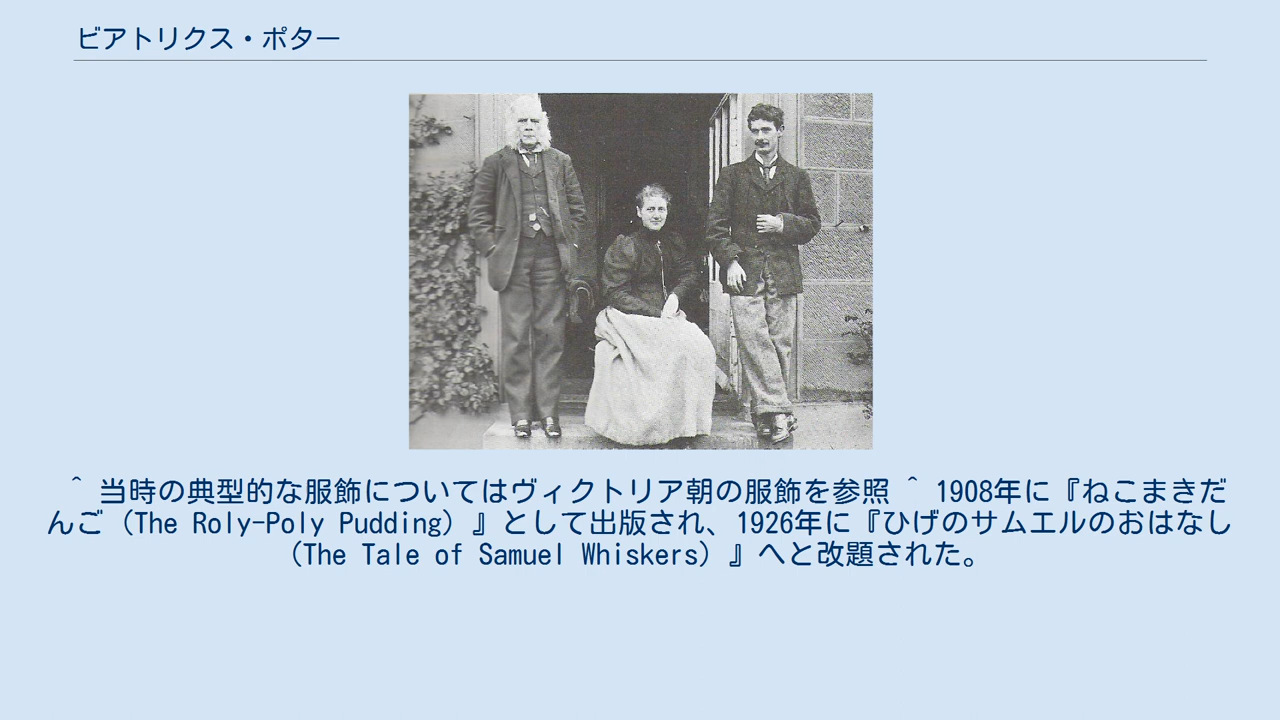 ビアトリクス・ポター
^ 当時の典型的な服飾についてはヴィクトリア朝の服飾を参照 ^ 1908年に『ねこまきだ
んご（The Roly-Poly Pudding）』として出版され、1926年に『ひげのサムエルのおはなし
（The Tale of Samuel Whiskers）』へと改題された。